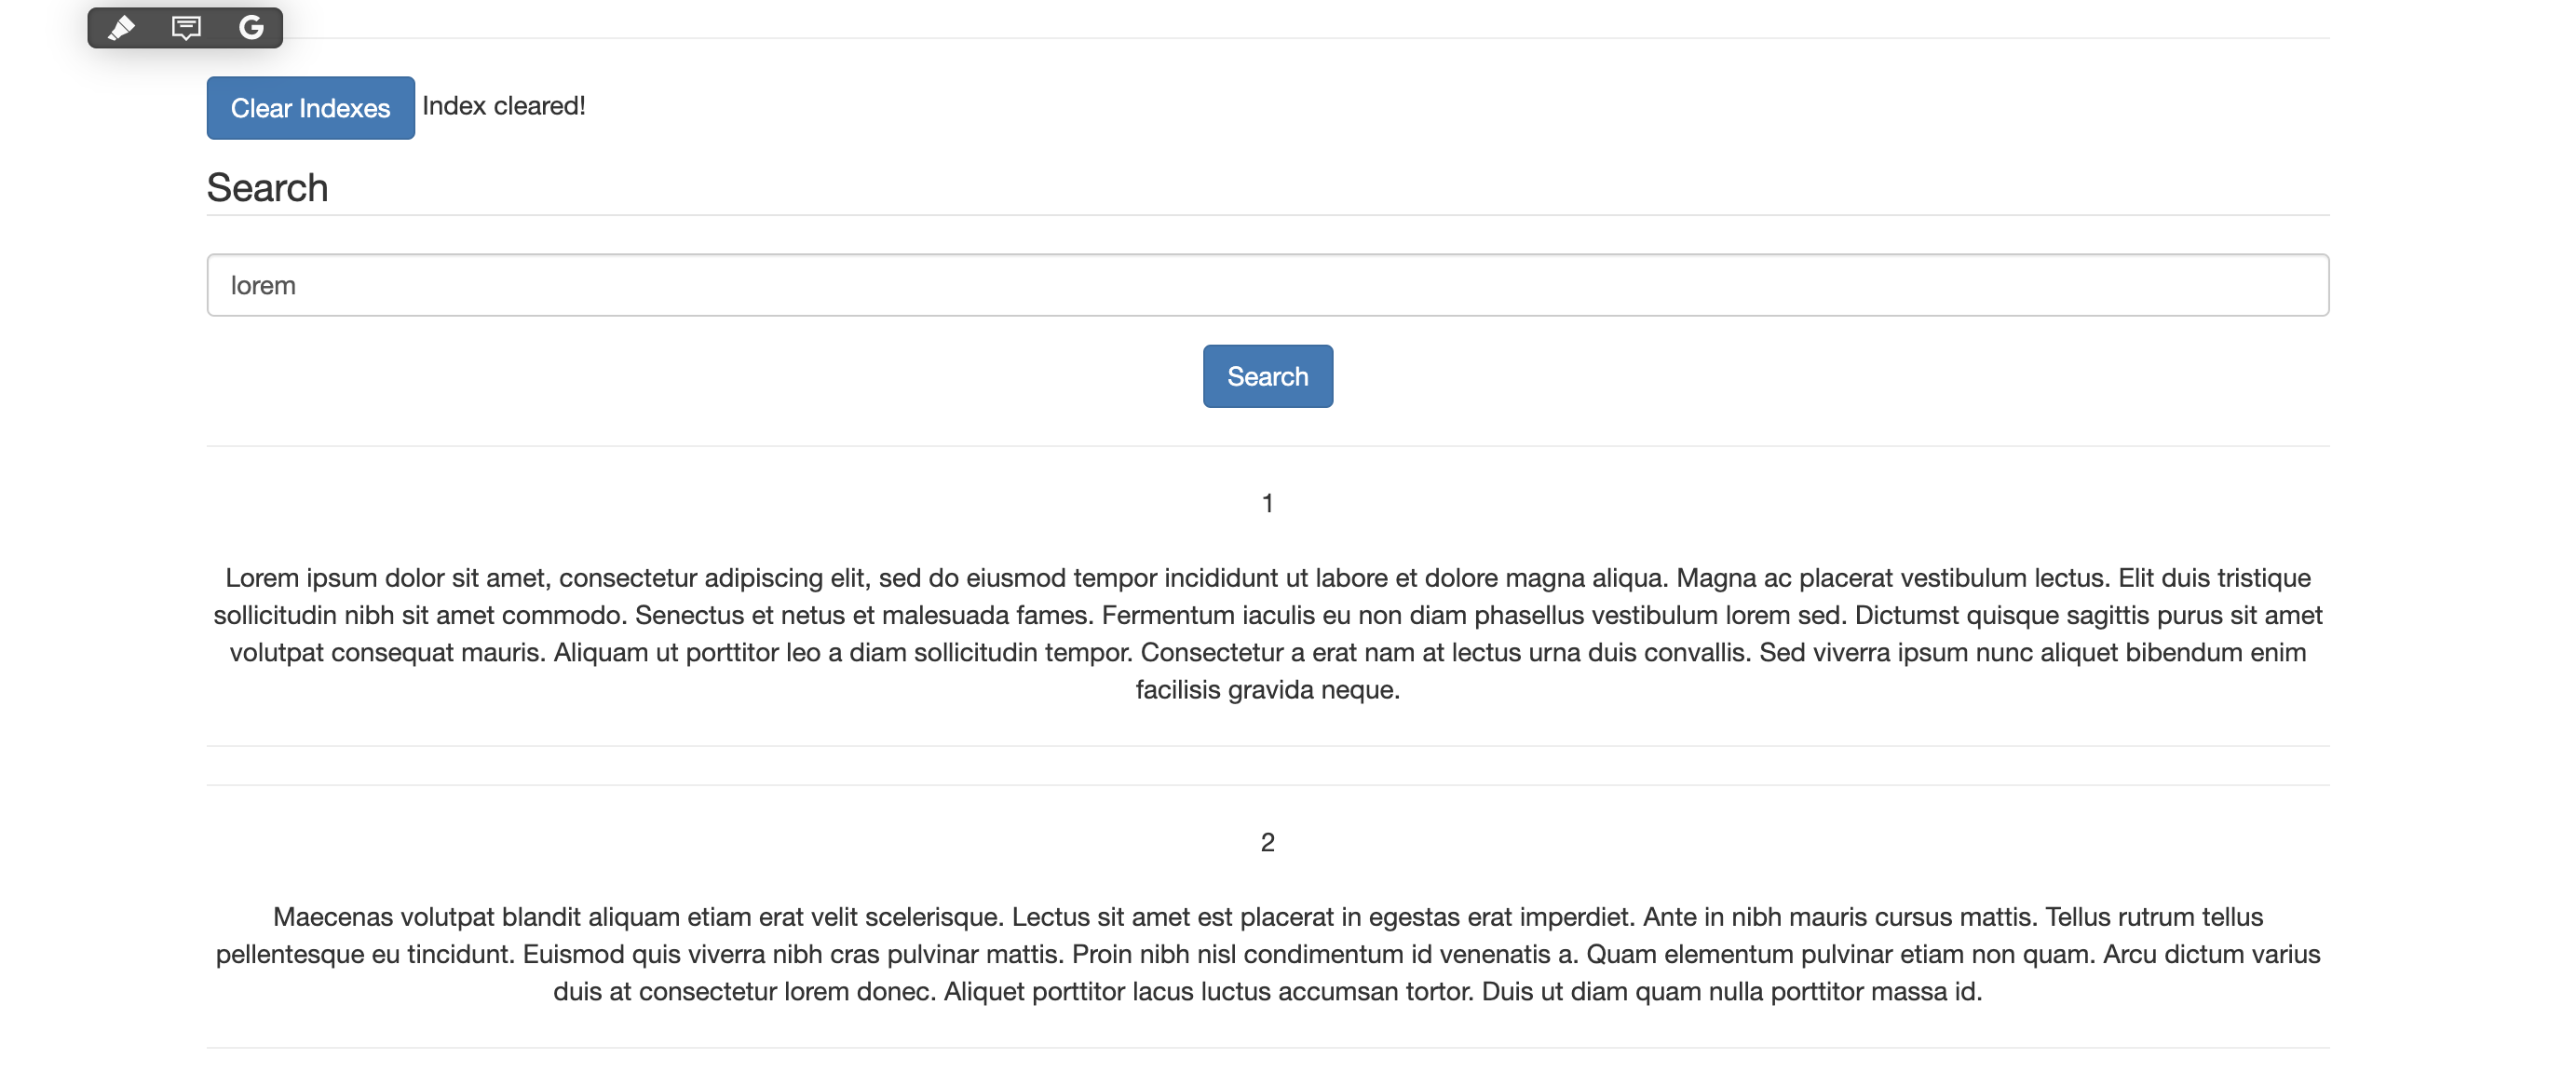 G
Clear Indexes Index cleared!
Search
lorem
Search
1
Lorem ipsum dolor sit amet, consectetur adipiscing elit, sed do eiusmod tempor incididunt ut labore et dolore magna aliqua. Magna ac placerat vestibulum lectus. Elit duis tristique
sollicitudin nibh sit amet commodo. Senectus et netus et malesuada fames. Fermentum iaculis eu non diam phasellus vestibulum lorem sed. Dictumst quisque sagittis purus sit amet
volutpat consequat mauris. Aliquam ut porttitor leo a diam sollicitudin tempor. Consectetur a erat nam at lectus urna duis convallis. Sed viverra ipsum nunc aliquet bibendum enim
facilisis gravida neque.
2
Maecenas volutpat blandit aliquam etiam erat velit scelerisque. Lectus sit amet est placerat in egestas erat imperdiet. Ante in nibh mauris cursus mattis. Tellus rutrum tellus
pellentesque eu tincidunt. Euismod quis viverra nibh cras pulvinar mattis. Proin nibh nisl condimentum id venenatis a. Quam elementum pulvinar etiam non quam. Arcu dictum varius
duis at consectetur lorem donec. Aliquet porttitor lacus luctus accumsan tortor. Duis ut diam quam nulla porttitor massa id.